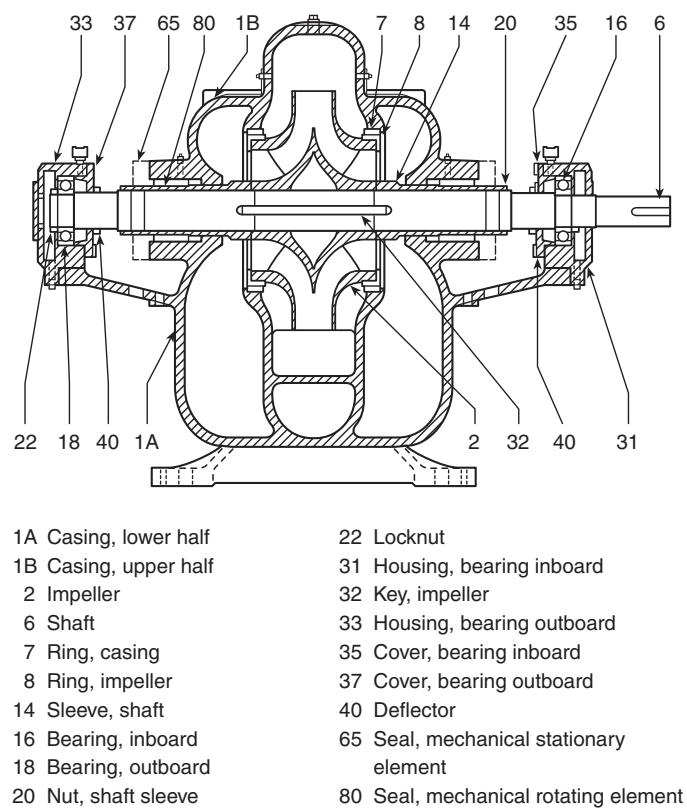 33 37 65 80 1B 7 8 14 20 35 16 6
22 18 40 1A 2 32 40 31
1A Casing, lower half
1B Casing, upper half
2 Impeller
6 Shaft
7 Ring, casing
8 Ring, impeller
14 Sleeve, shaft
16 Bearing, inboard
18 Bearing, outboard
20 Nut, shaft sleeve
22 Locknut
31 Housing, bearing inboard
32 Key, impeller
33 Housing, bearing outboard
35 Cover, bearing inboard
37 Cover, bearing outboard
40 Deflector
65 Seal, mechanical stationary
element
80 Seal, mechanical rotating element